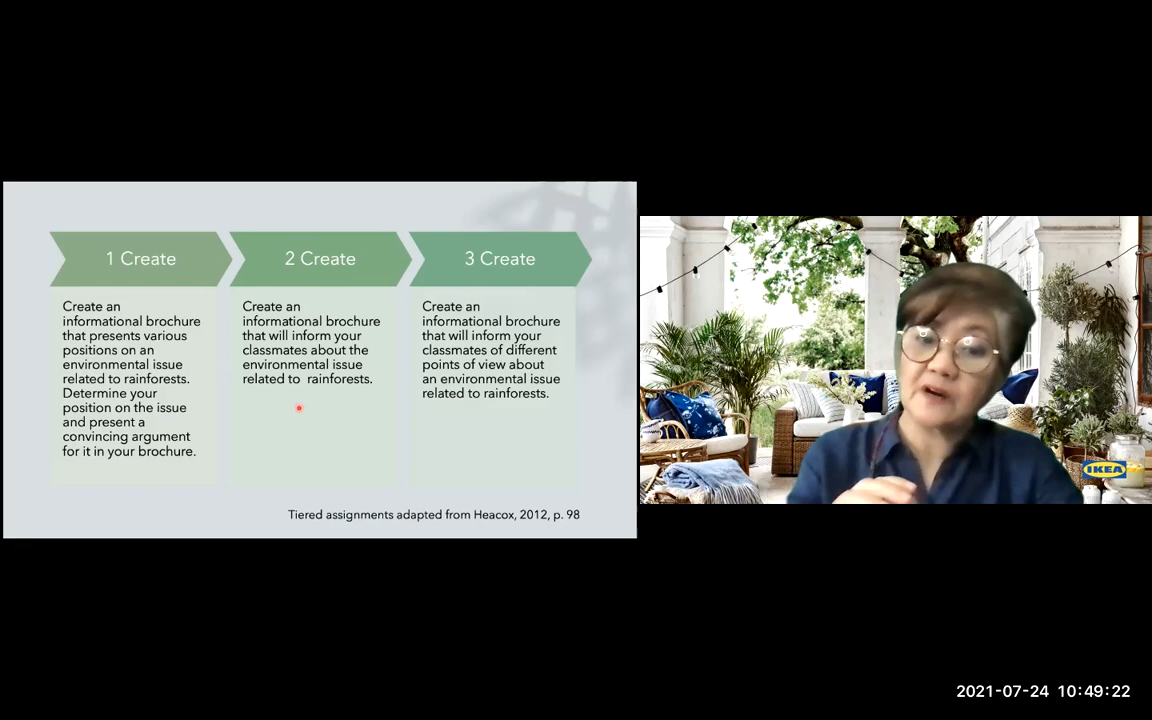 1 Create
Create an
informational brochure
that presents various
positions on an
environmental issue
related to rainforests.
Determine your
position on the issue
and present a
convincing argument
for it in your brochure.
2 Create
Create an
informational brochure
that will inform your
classmates about the
environmental issue
related to  rainforests.
3 Create
Create an
informational brochure
that will inform your
classmates of different
points of view about
an environmental issue
related to rainforests.
Tiered assignments adapted from Heacox, 2012, p. 98
IKEA
2021-07-24 10:49:22